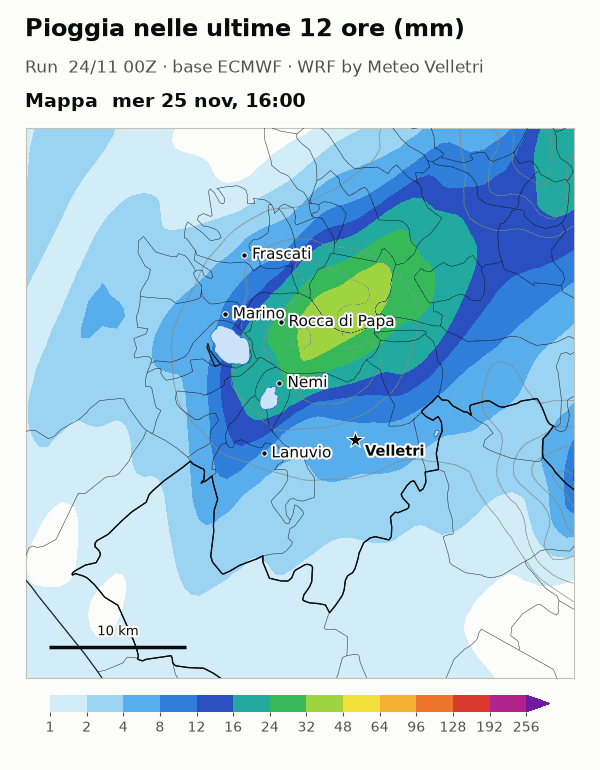 Pioggia nelle ultime 12 ore (mm)
Run  24/11 00Z · base ECMWF · WRF by Meteo Velletri
Mappa  mer 25 nov, 16:00
Frascati
Marino
Rocca di Papa
Nemi
Velletri
Lanuvio
10 km
1 2 4 8 12 16 24 32 48 64 96 128 192 256